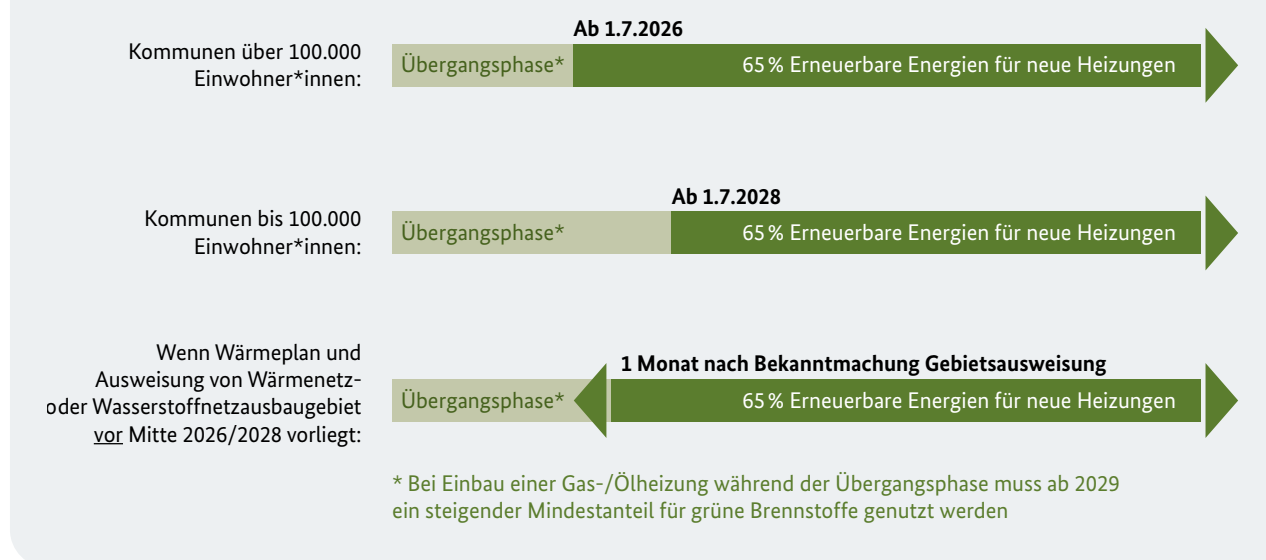 Ab 1.7.2026
Kommunen über 100.000
Einwohner*innen:
Übergangsphase*
65 % Erneuerbare Energien für neue Heizungen
Ab 1.7.2028
Kommunen bis 100.000
Einwohner*innen:
Übergangsphase*
65 % Erneuerbare Energien für neue Heizungen
Wenn Wärmeplan und
Ausweisung von Wärmenetz-
oder Wasserstoffnetzausbaugebiet
vor Mitte 2026/2028 vorliegt:
1 Monat nach Bekanntmachung Gebietsausweisung
Übergangsphase*
65 % Erneuerbare Energien für neue Heizungen
* Bei Einbau einer Gas-/Ölheizung während der Übergangsphase muss ab 2029
ein steigender Mindestanteil für grüne Brennstoffe genutzt werden